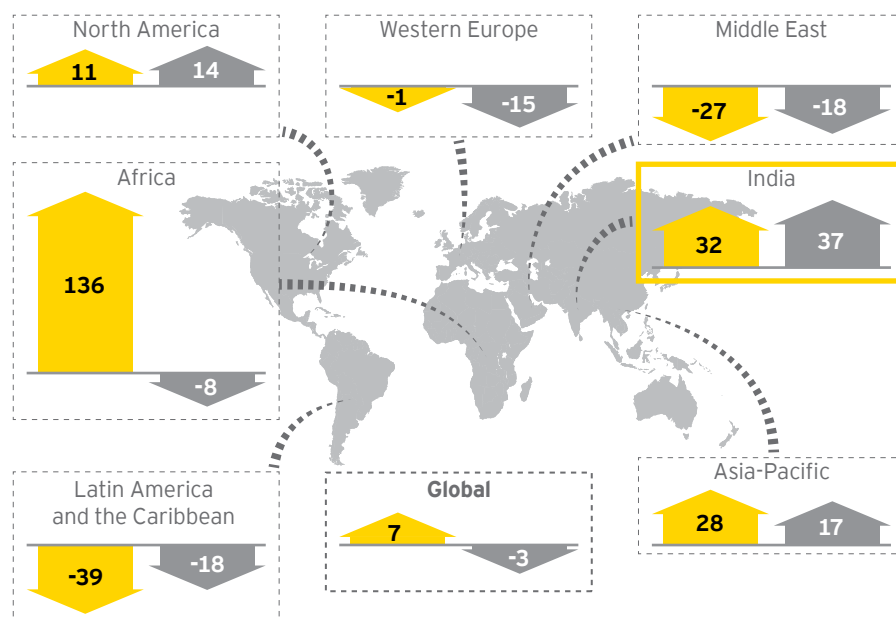 North America
11
14
Western Europe
-1
-15
Middle East
-27
-18
Africa
136
-8
India
32
37
Latin America
and the Caribbean
-39
-18
Global
7
-3
Asia-Pacific
28
17